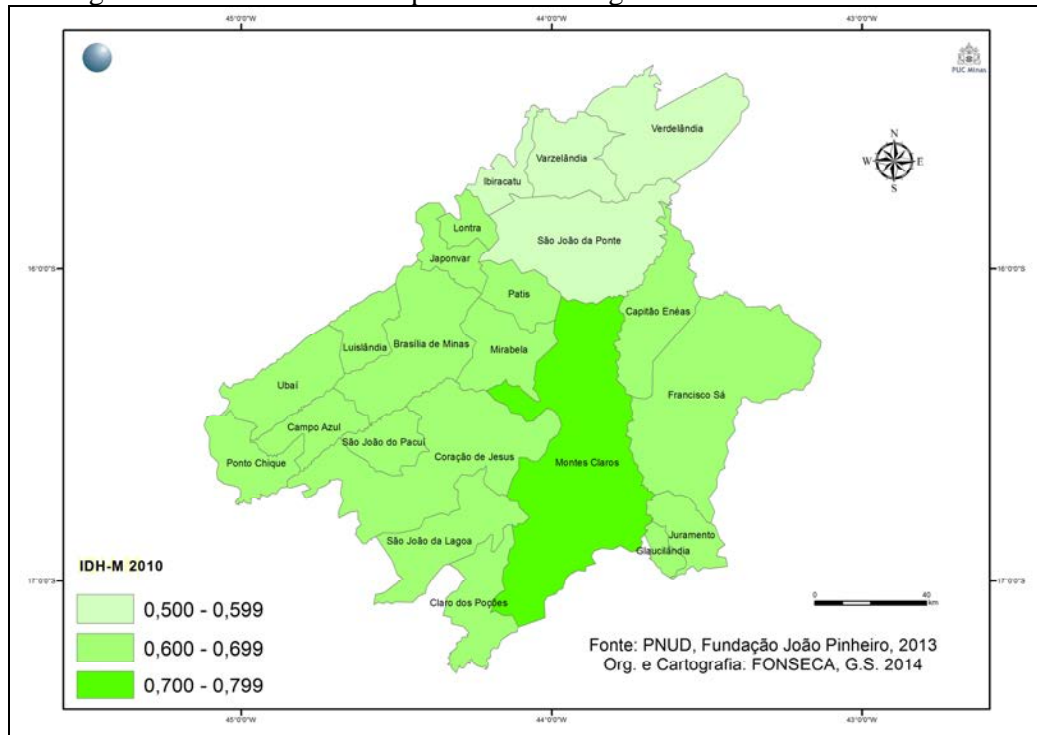 45°0'0"W 44°0'0"W 43°0'0"W
PUC Minas
N
W E
S
Verdelândia
Varzelândia
Ibiracatu
Lontra
São João da Ponte
Japonvar
16°0'0"S 16°0'0"S
Patis
Capitão Enéas
Luislândia
Brasília de Minas
Mirabela
Ubaí
Francisco Sá
Campo Azul
São João do Pacuí
Ponto Chique
Coração de Jesus
Montes Claros
Juramento
São João da Lagoa
Glaucilândia
IDH-M 2010
17°0'0"S 17°0'0"S
Claro dos Poções
0 40
km
0,500 - 0,599
0,600 - 0,699
0,700 - 0,799
Fonte: PNUD, Fundação João Pinheiro, 2013
Org. e Cartografia: FONSECA, G.S. 2014
45°0'0"W 44°0'0"W 43°0'0"W